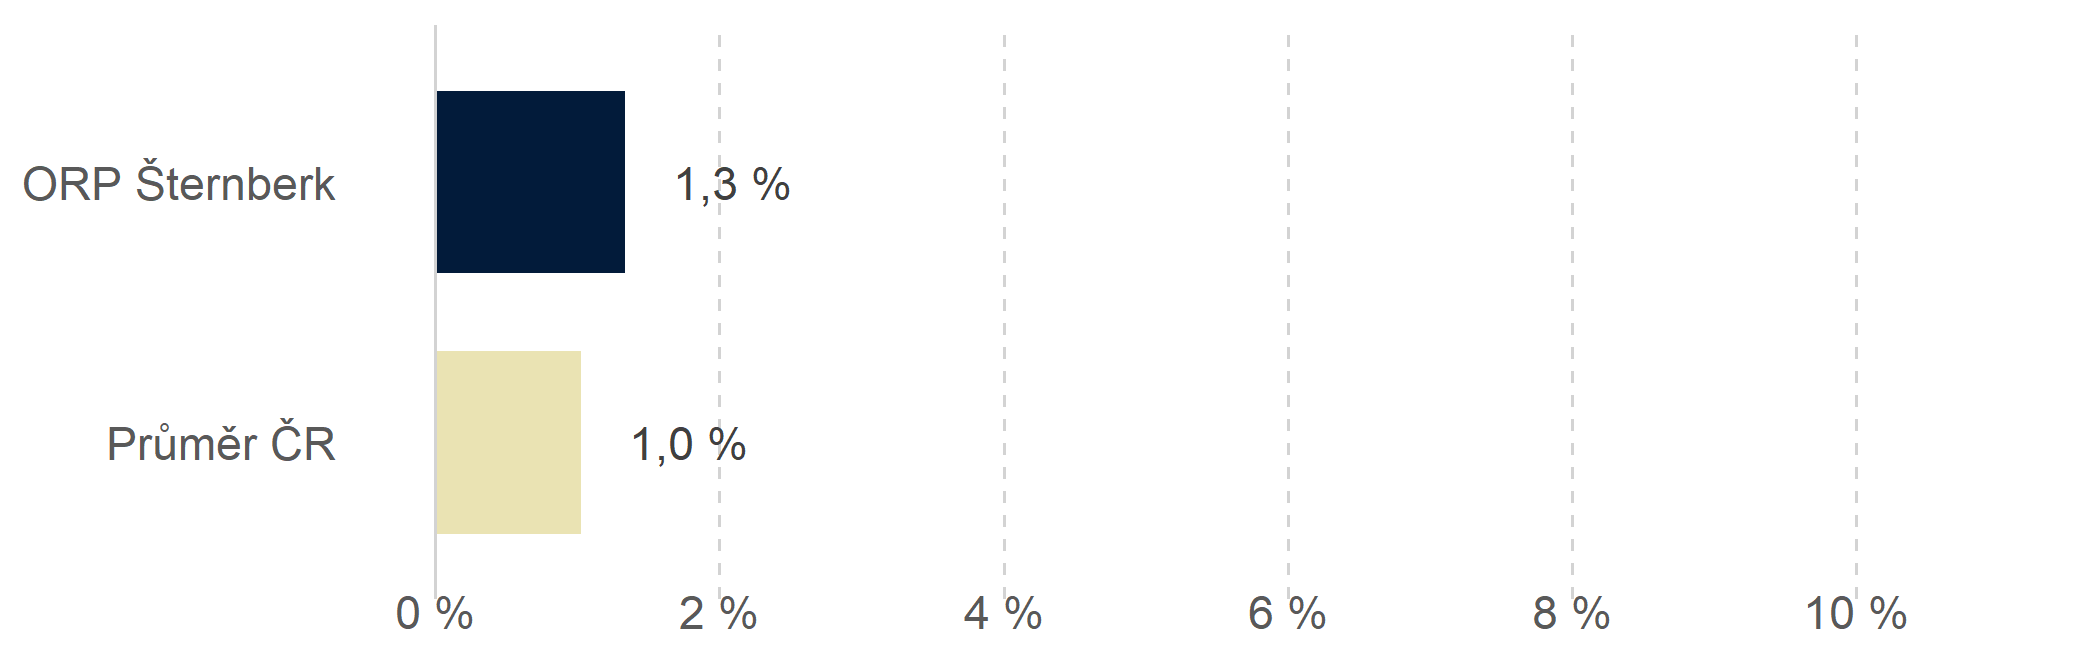 ORP Šternberk
1,3 %
Průměr ČR
1,0 %
0 % 2 % 4 % 6 % 8 % 10 %